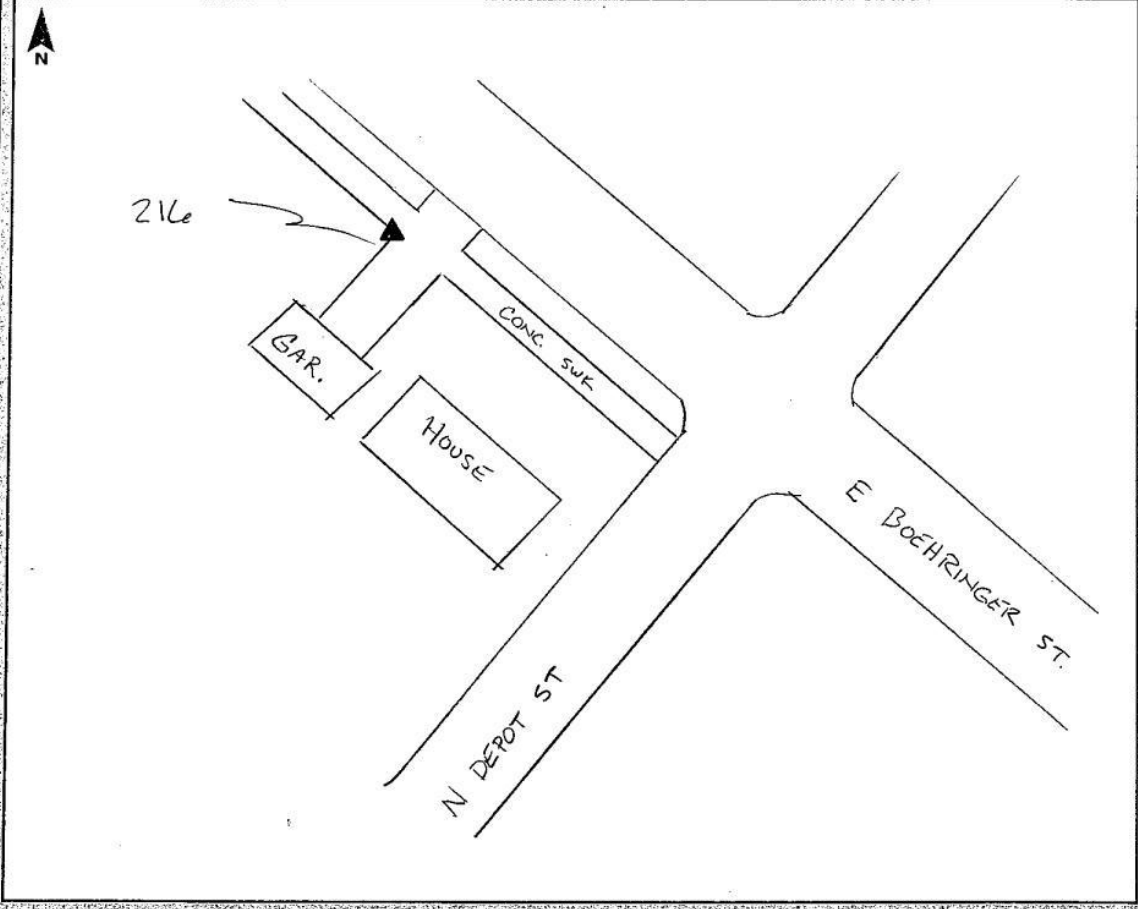 N
216
CONC. SWK
GAR.
HOUSE
E BOEHRINGER ST.
N DEPOT ST